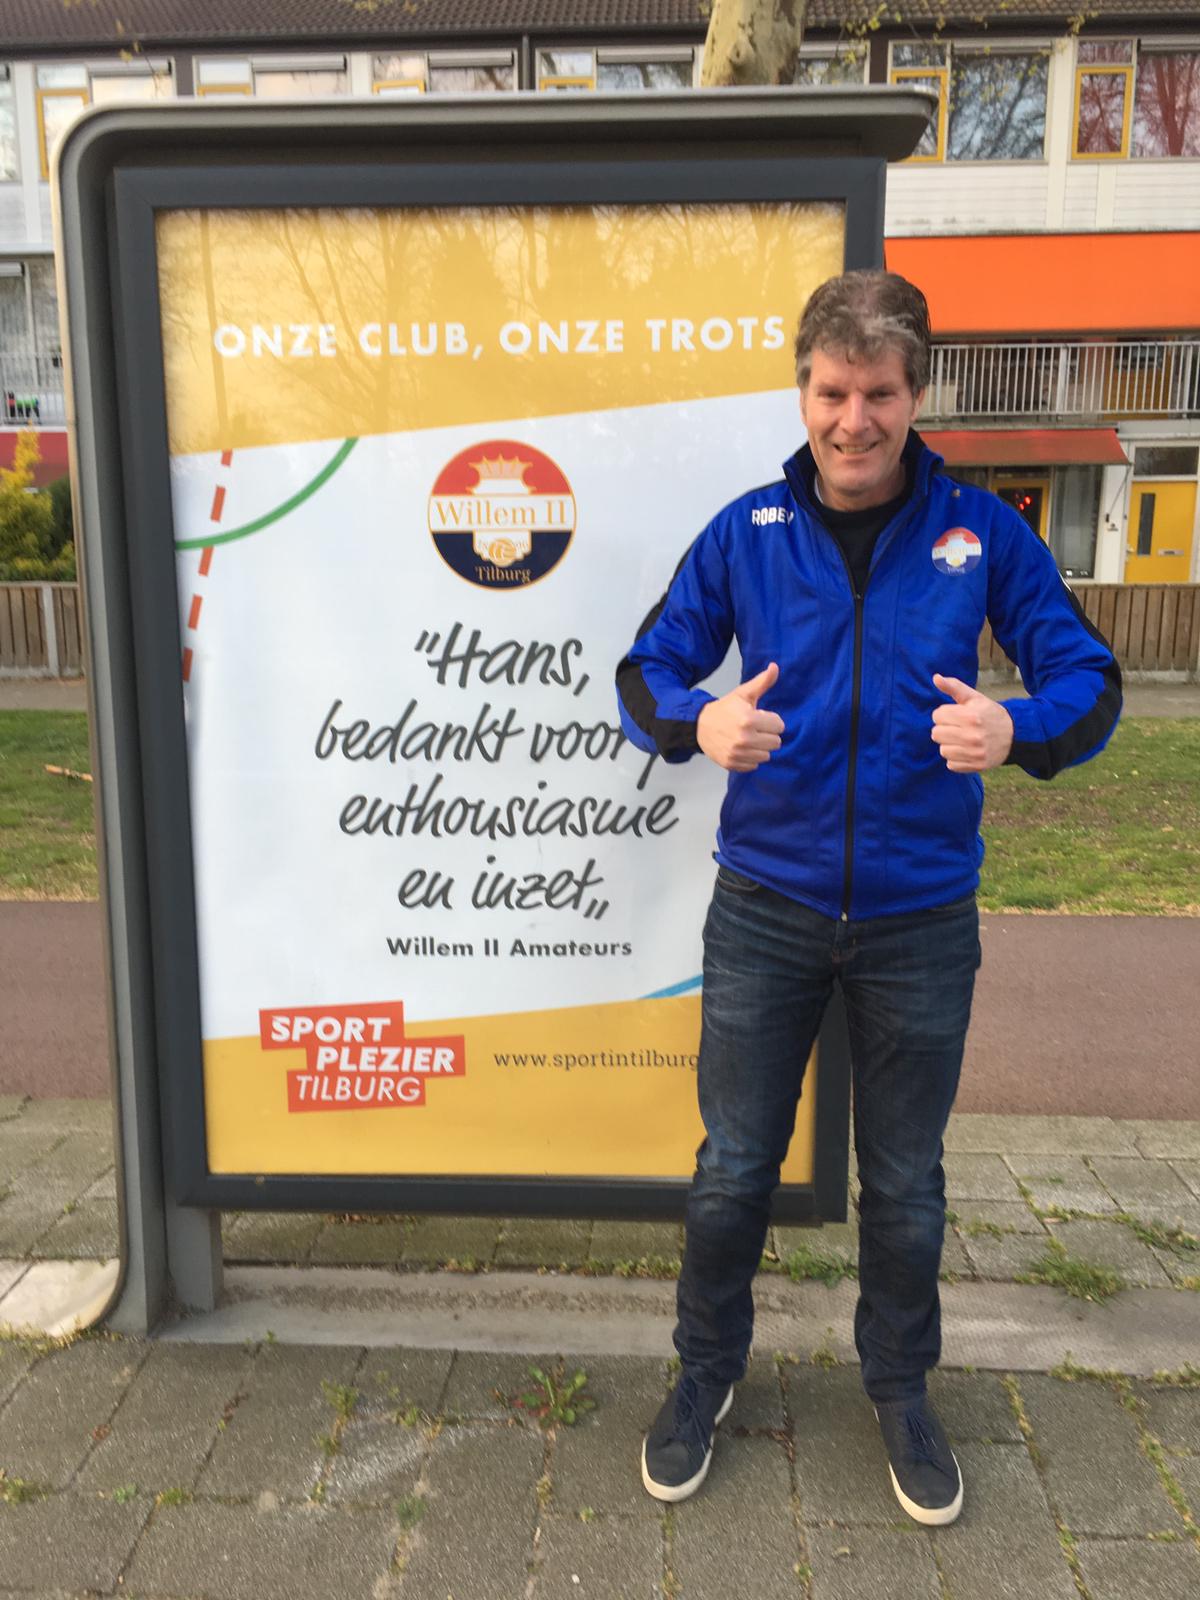 ONZE CLUB, ONZE TROTS
Willem II
Tilburg
ROBEY
"Hans,
bedankt voor
enthousiasme
en inzet„
Willem II Amateurs
SPORT
PLEZIER
TILBURG
www.sportintilburg